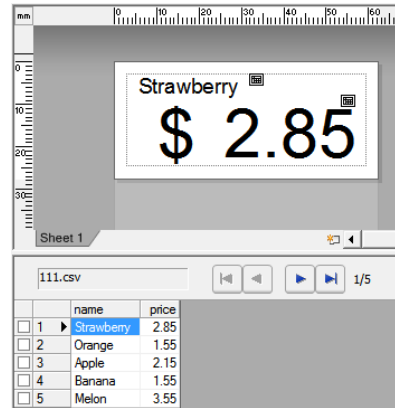 mm 0 10 20 30 40 50 60
0
10
20
30
Strawberry
$ 2.85
Sheet 1
111.csv 1/5
name price
1 Strawberry 2.85
2 Orange 1.55
3 Apple 2.15
4 Banana 1.55
5 Melon 3.55